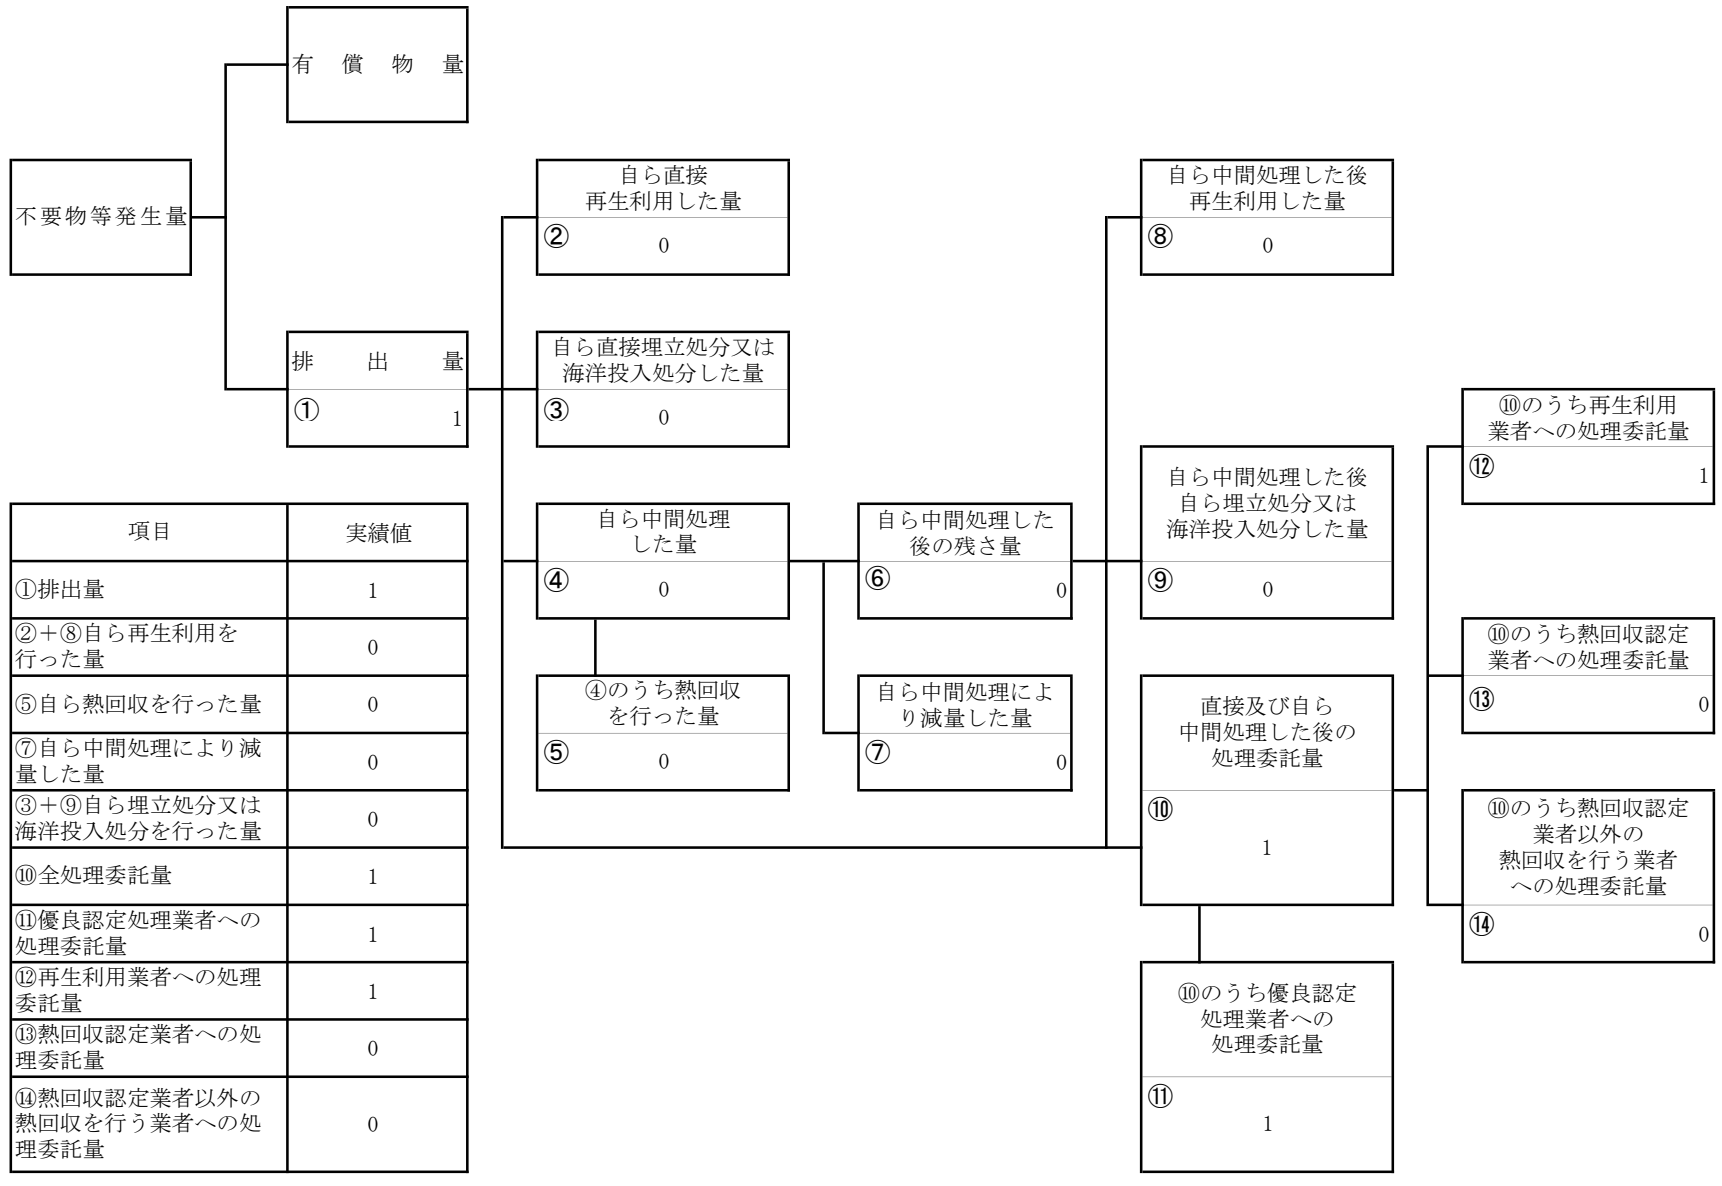 有償物量
不要物等発生量
排出量
①
1
自ら直接
再生利用した量
②
0
自ら直接埋立処分又は
海洋投入処分した量
③
0
自ら中間処理
した量
④
0
④のうち熱回収
を行った量
⑤
0
自ら中間処理した
後の残さ量
⑥
0
自ら中間処理によ
り減量した量
⑦
0
自ら中間処理した後
再生利用した量
⑧
0
自ら中間処理した後
自ら埋立処分又は
海洋投入処分した量
⑨
0
直接及び自ら
中間処理した後の
処理委託量
⑩
1
⑩のうち優良認定
処理業者への
処理委託量
⑪
1
⑩のうち再生利用
業者への処理委託量
⑫
1
⑩のうち熱回収認定
業者への処理委託量
⑬
0
⑩のうち熱回収認定
業者以外の
熱回収を行う業者
への処理委託量
⑭
0
項目 実績値
①排出量 1
②＋⑧自ら再生利用を
行った量 0
⑤自ら熱回収を行った量 0
⑦自ら中間処理により減
量した量 0
③＋⑨自ら埋立処分又は
海洋投入処分を行った量 0
⑩全処理委託量 1
⑪優良認定処理業者への
処理委託量 1
⑫再生利用業者への処理
委託量 1
⑬熱回収認定業者への処
理委託量 0
⑭熱回収認定業者以外の
熱回収を行う業者への処
理委託量 0